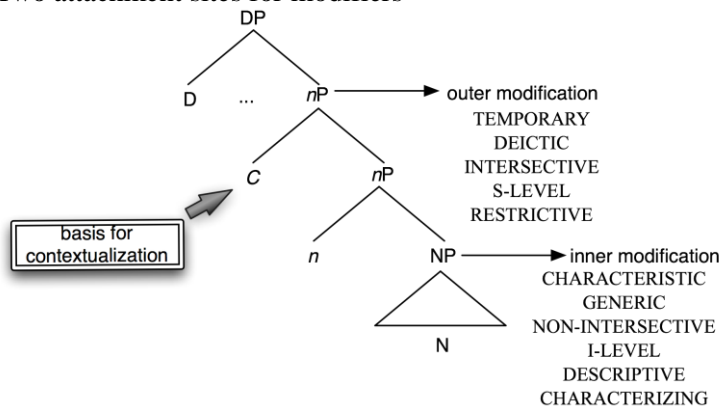 Two attachment sites for modifiers
DP
D ... nP outer modification
TEMPORARY
DEICTIC
INTERSECTIVE
S-LEVEL
RESTRICTIVE
C nP
basis for
contextualization
n NP inner modification
CHARACTERISTIC
GENERIC
NON-INTERSECTIVE
I-LEVEL
DESCRIPTIVE
CHARACTERIZING
N